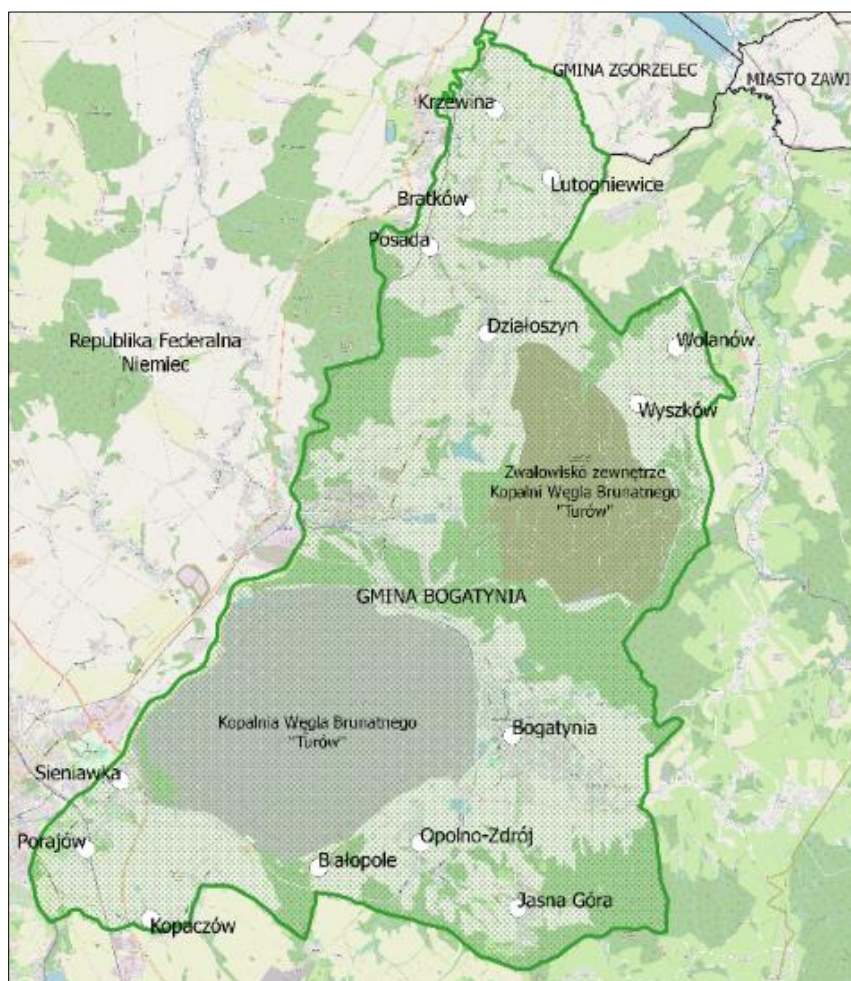 GMINA ZGORZELEC
MIASTO ZAWI
Krzewina
Lutogniewice
Bratków
Posada
Działoszyn
Republika Federalna
Niemiec
Wolanów
Wyszków
Zwałowisko zewnętrze
Kopalni Węgla Brunatnego
"Turów"
GMINA BOGATYNIA
Kopalnia Węgla Brunatnego
"Turów"
Bogatynia
Sieniawka
Porajów
Opolno-Zdrój
Białopole
Jasna Góra
Kopaczów